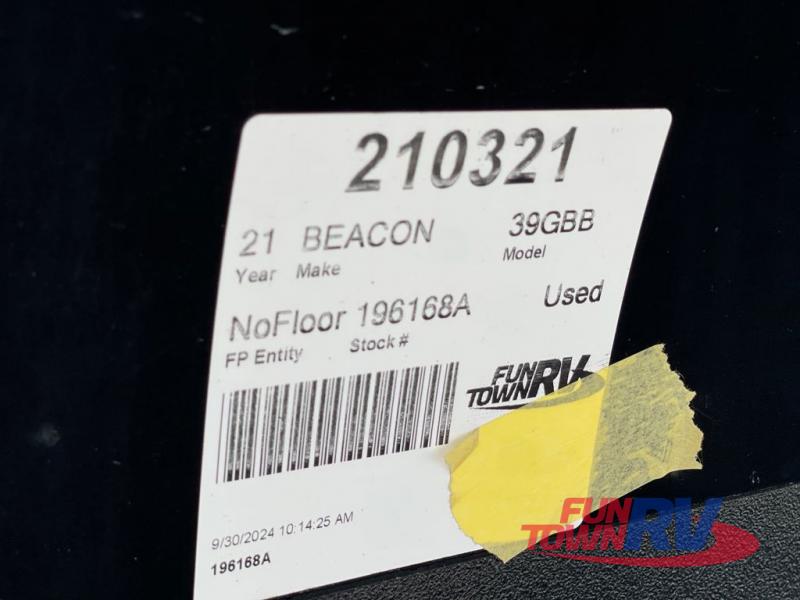 210321
21 BEACON 39GBB
Year Make Model
NoFloor 196168A Used
FP Entity Stock #
FUN
TOWN RV
9/30/2024 10:14:25 AM
196168A
FUN
TOWN RV